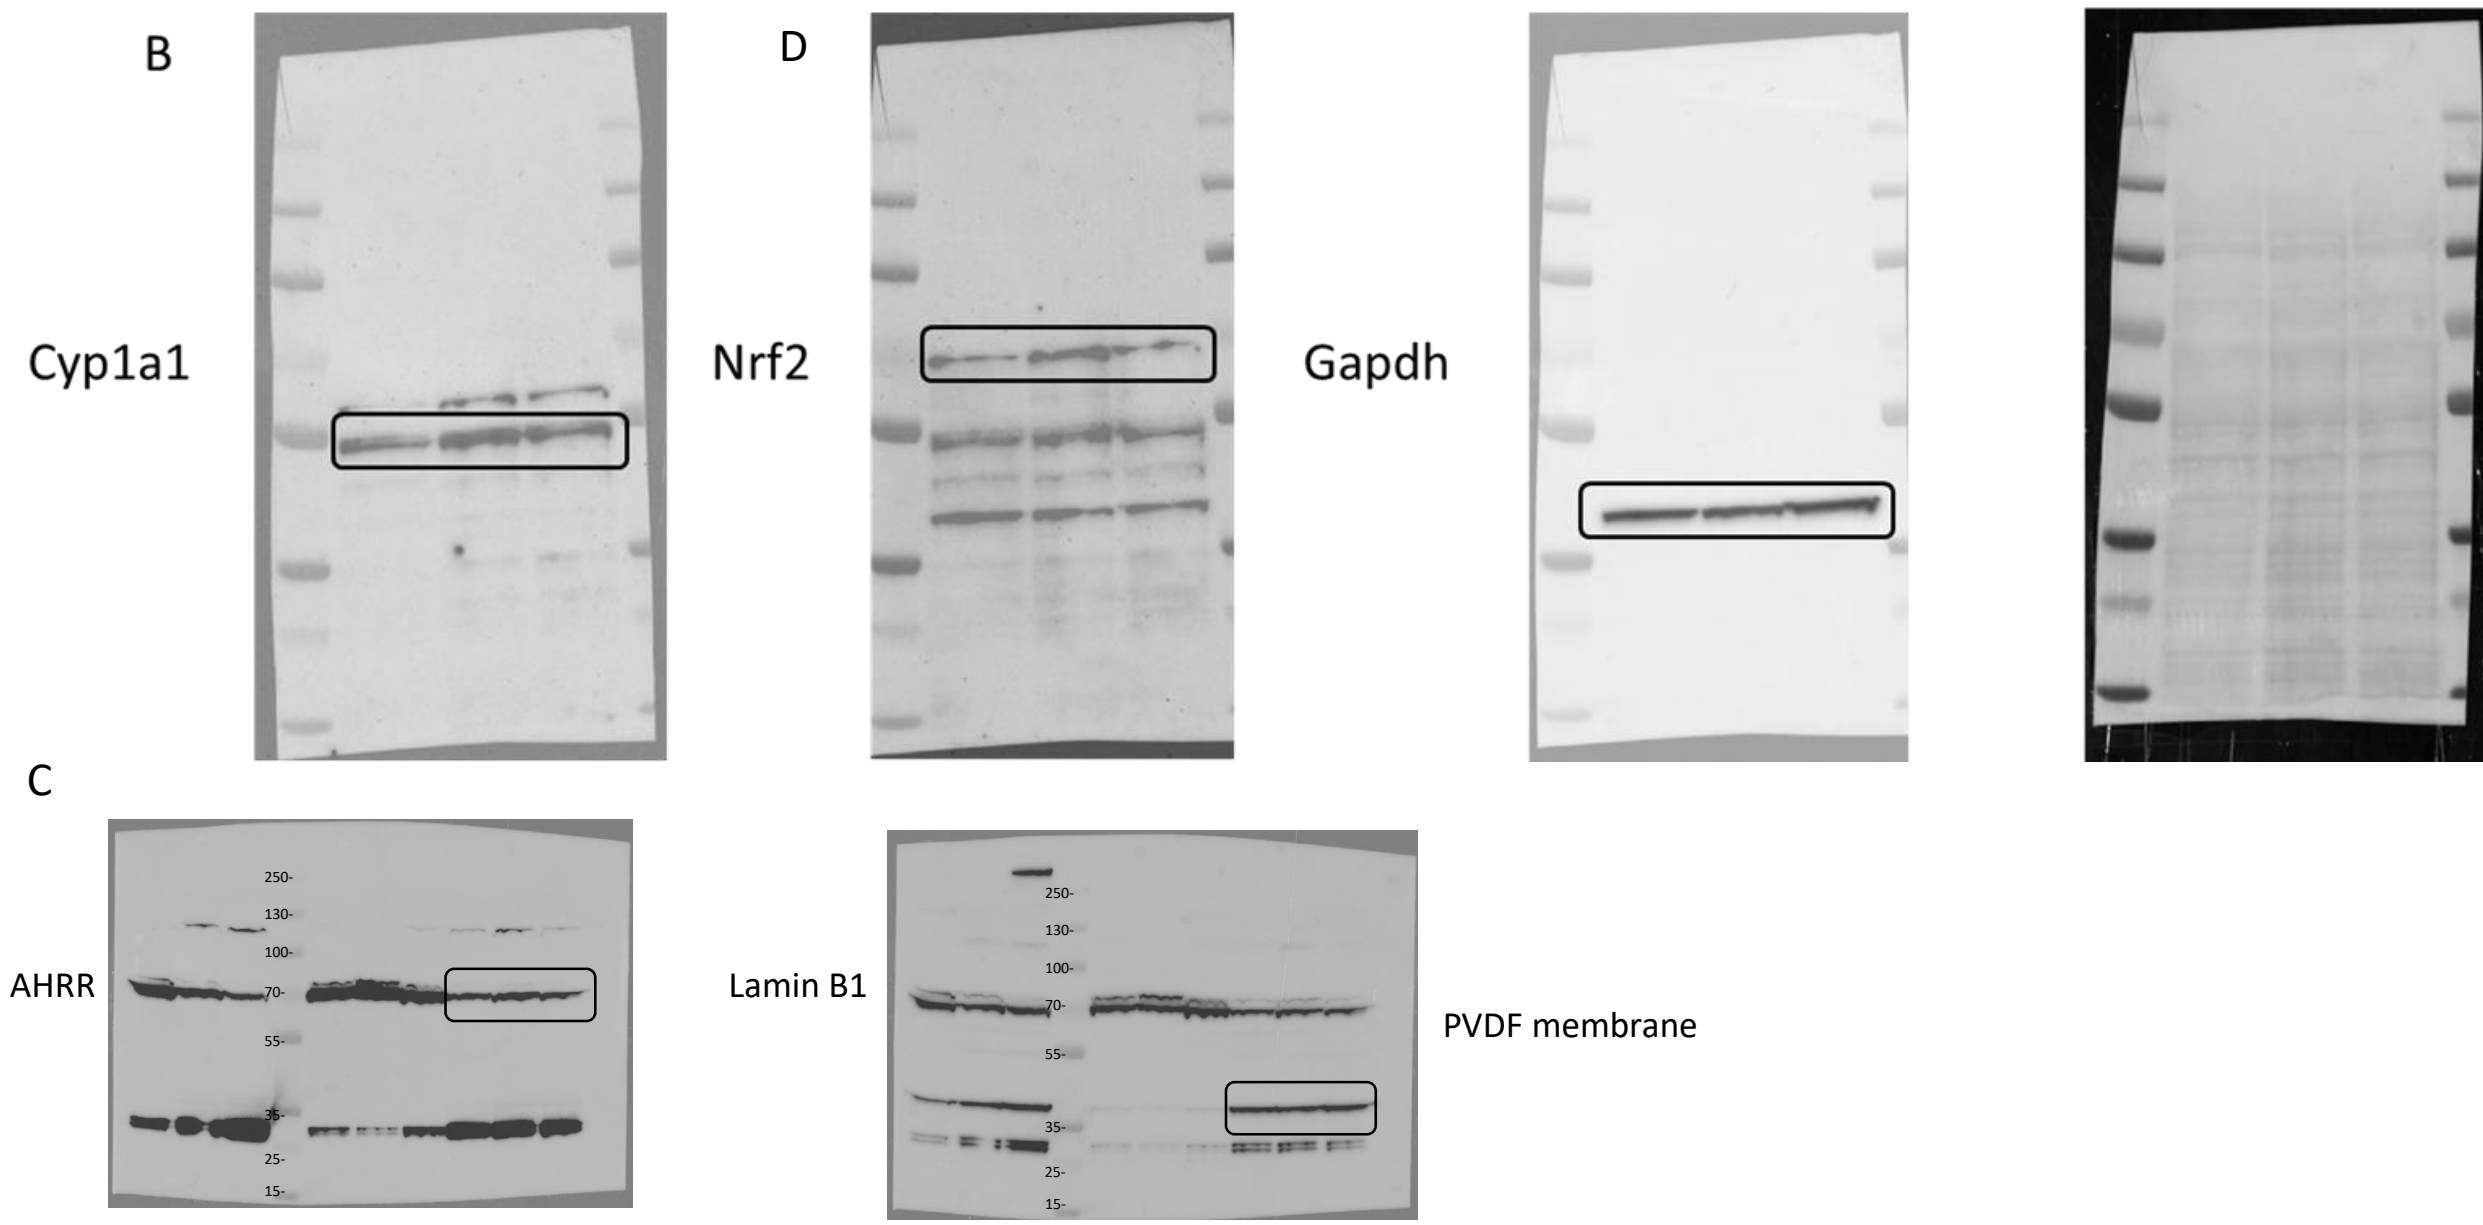 B
D
Cyp1a1
Nrf2
Gapdh
C
AHRR
250-
130-
100-
70-
55-
35-
25-
15-
Lamin B1
250-
130-
100-
70-
55-
35-
25-
15-
PVDF membrane